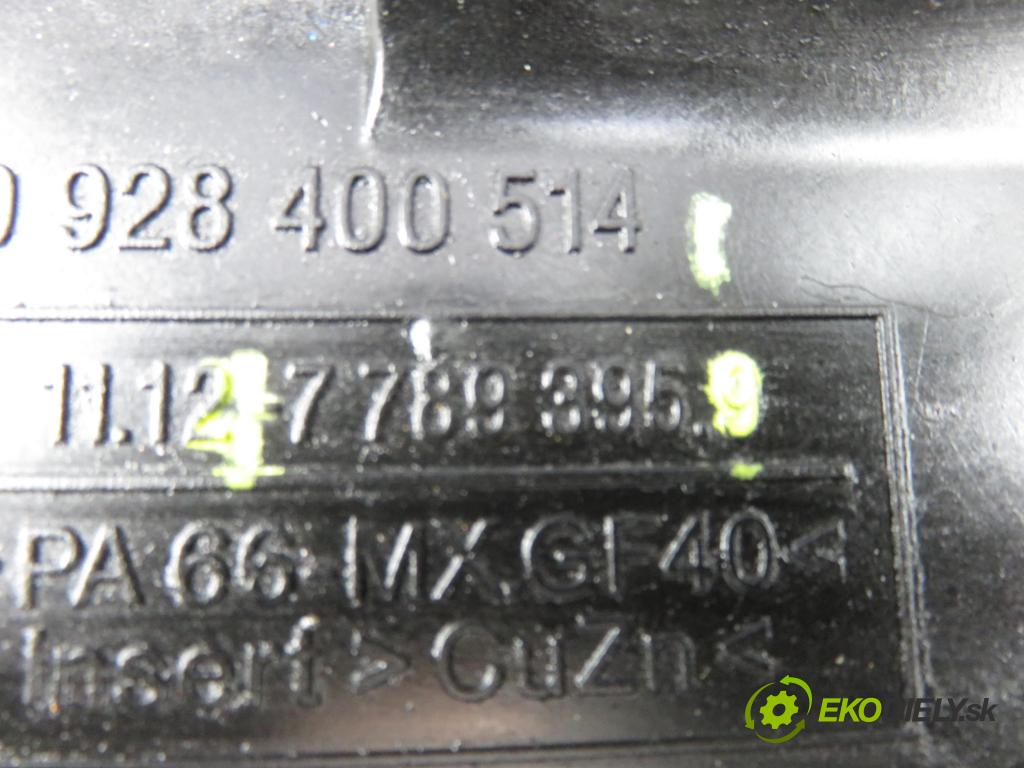 0 928 400 514
11.12-7 789 395.9
>PA 66 MX GF40<
Insert >CuZn<
EKODIELY.sk